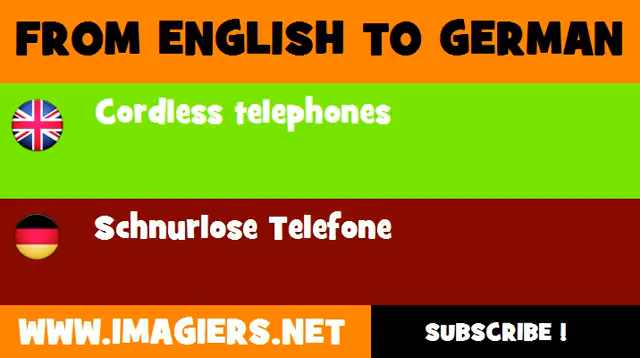 FROM ENGLISH TO GERMAN
Cordless telephones
Schnurlose Telefone
WWW.IMAGIERS.NET
SUBSCRIBE !